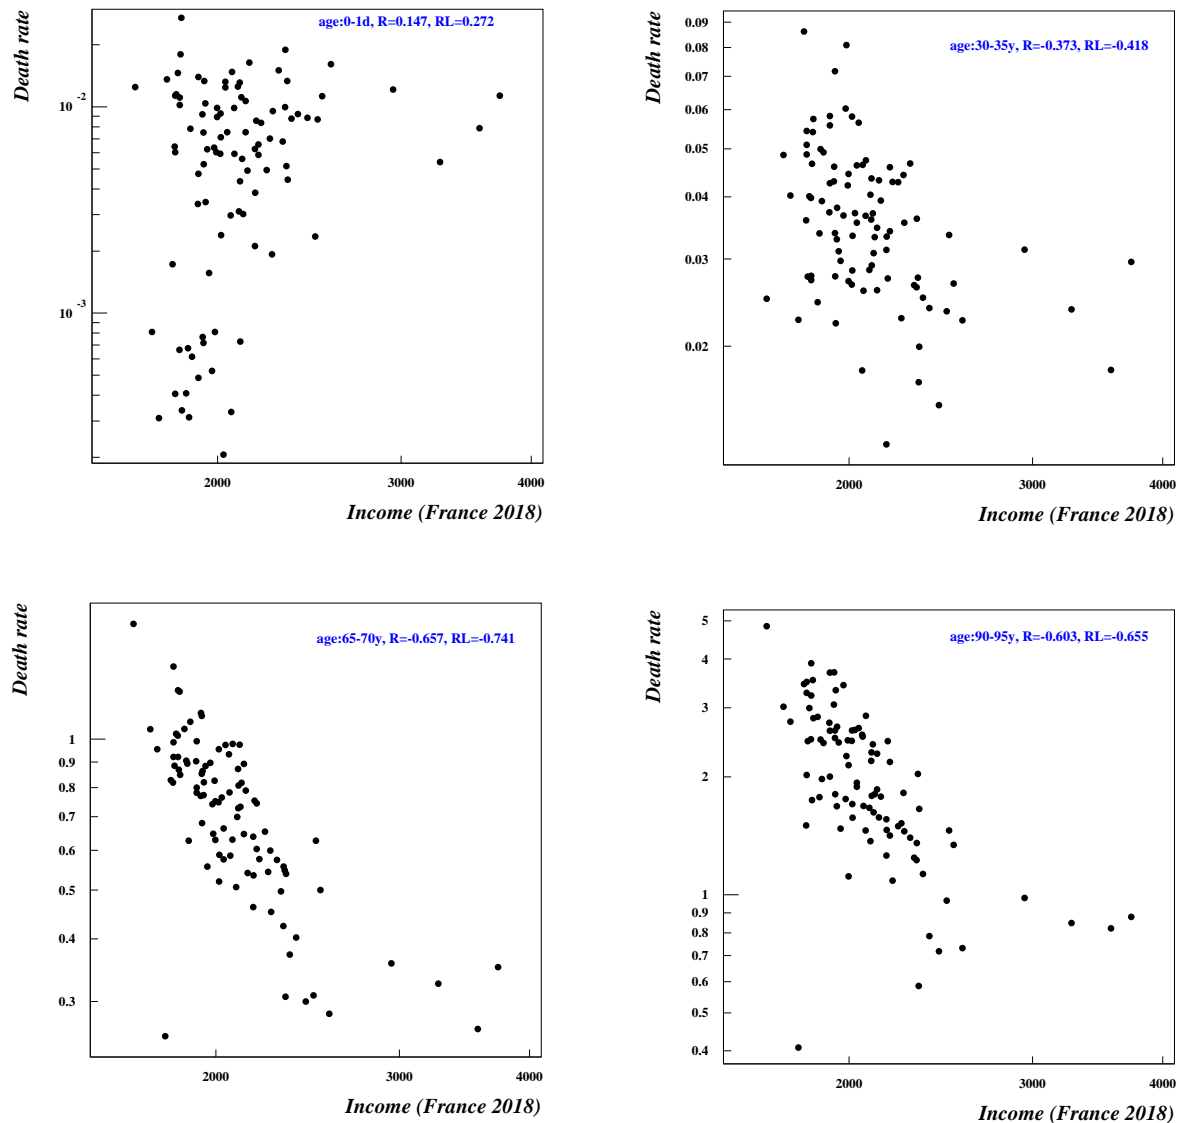 Death rate
age:0-1d, R=0.147, RL=0.272
10 -2
10 -3
2000 3000 4000
Income (France 2018)
Death rate
age:30-35y, R=-0.373, RL=-0.418
0.09
0.08
0.07
0.06
0.05
0.04
0.03
0.02
2000 3000 4000
Income (France 2018)
Death rate
age:65-70y, R=-0.657, RL=-0.741
1
0.9
0.8
0.7
0.6
0.5
0.4
0.3
2000 3000 4000
Income (France 2018)
Death rate
age:90-95y, R=-0.603, RL=-0.655
5
4
3
2
1
0.9
0.8
0.7
0.6
0.5
0.4
2000 3000 4000
Income (France 2018)